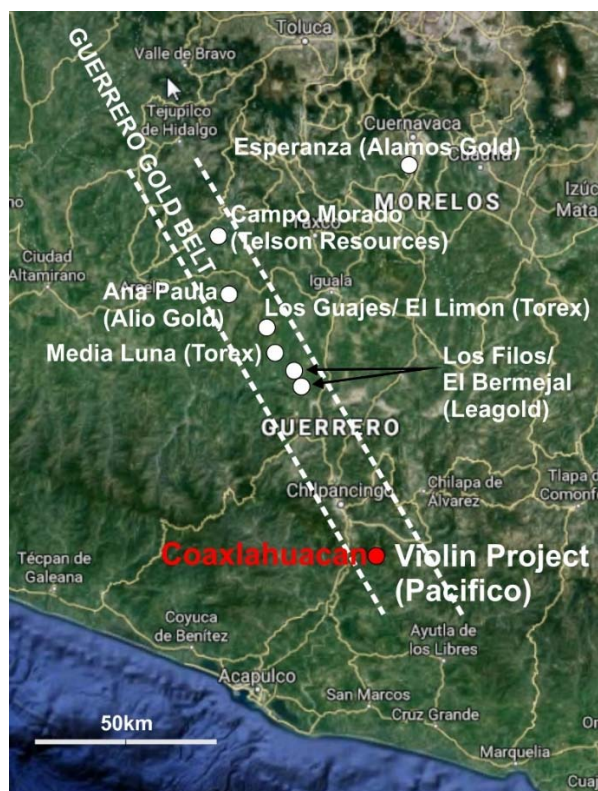 Toluca
Valle de Bravo
GUERRERO GOLD BELT
Tejupilco
de Hidalgo
Cuernavaca
Esperanza (Alamos Gold)
Cuautla
MORELOS
Izúc
Mata
Campo Morado
(Telson Resources)
Taxco
Ciudad
Altamirano
Arcelia
Iguala
Ana Paula
(Alio Gold)
Los Guajes/ El Limon (Torex)
Media Luna (Torex)
Los Filos/
El Bermejal
(Leagold)
GUERRERO
Chilpancingo
Chilapa de
Álvarez
Tlapa d
Comonf
Coaxlahuacan
Violin Project
(Pacifico)
Técpan de
Galeana
Coyuca
de Benítez
Ayutla de
los Libres
Acapulco
San Marcos
Cruz Grande
50km
Marquelia
Cuaj